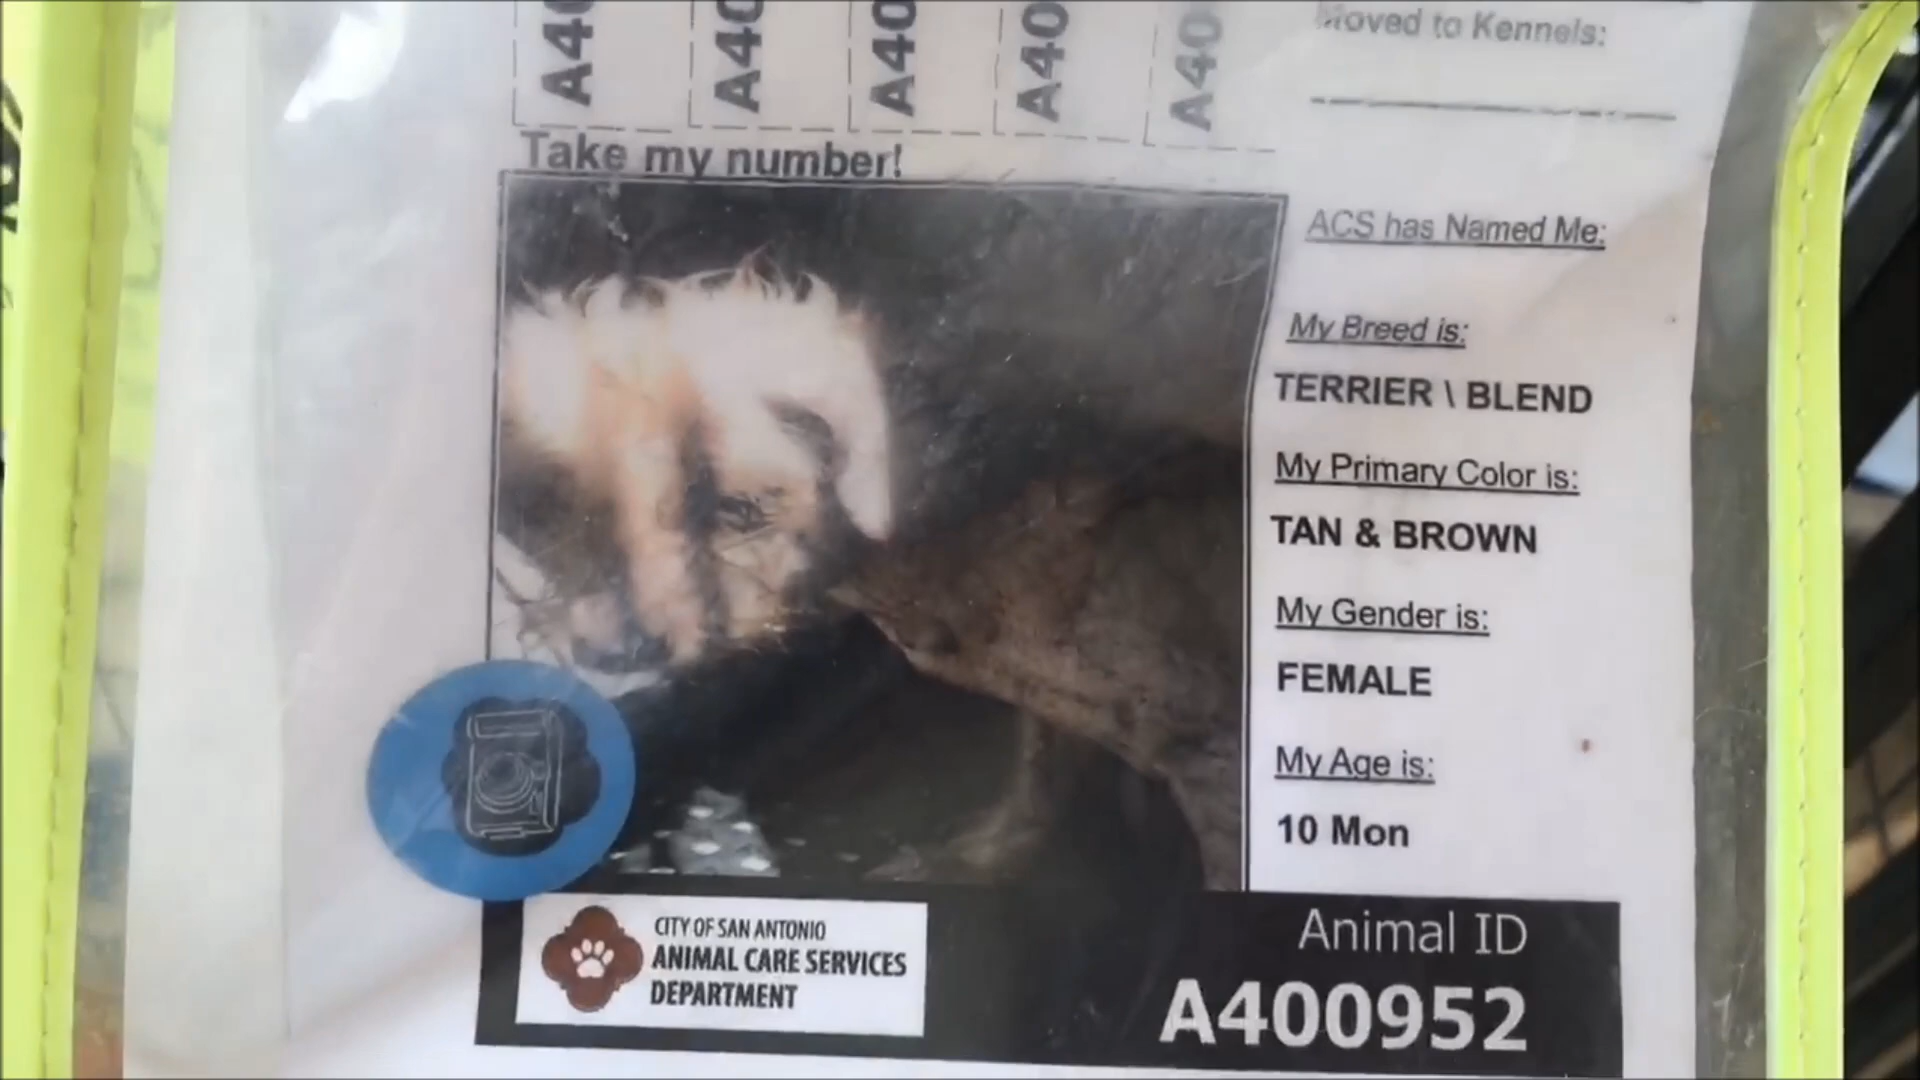 A40
A40
A40
A40
A40
Moved to Kennels:
Take my number!
ACS has Named Me:
My Breed is:
TERRIER \ BLEND
My Primary Color is:
TAN & BROWN
My Gender is:
FEMALE
My Age is:
10 Mon
CITY OF SAN ANTONIO
ANIMAL CARE SERVICES
DEPARTMENT
Animal ID
A400952